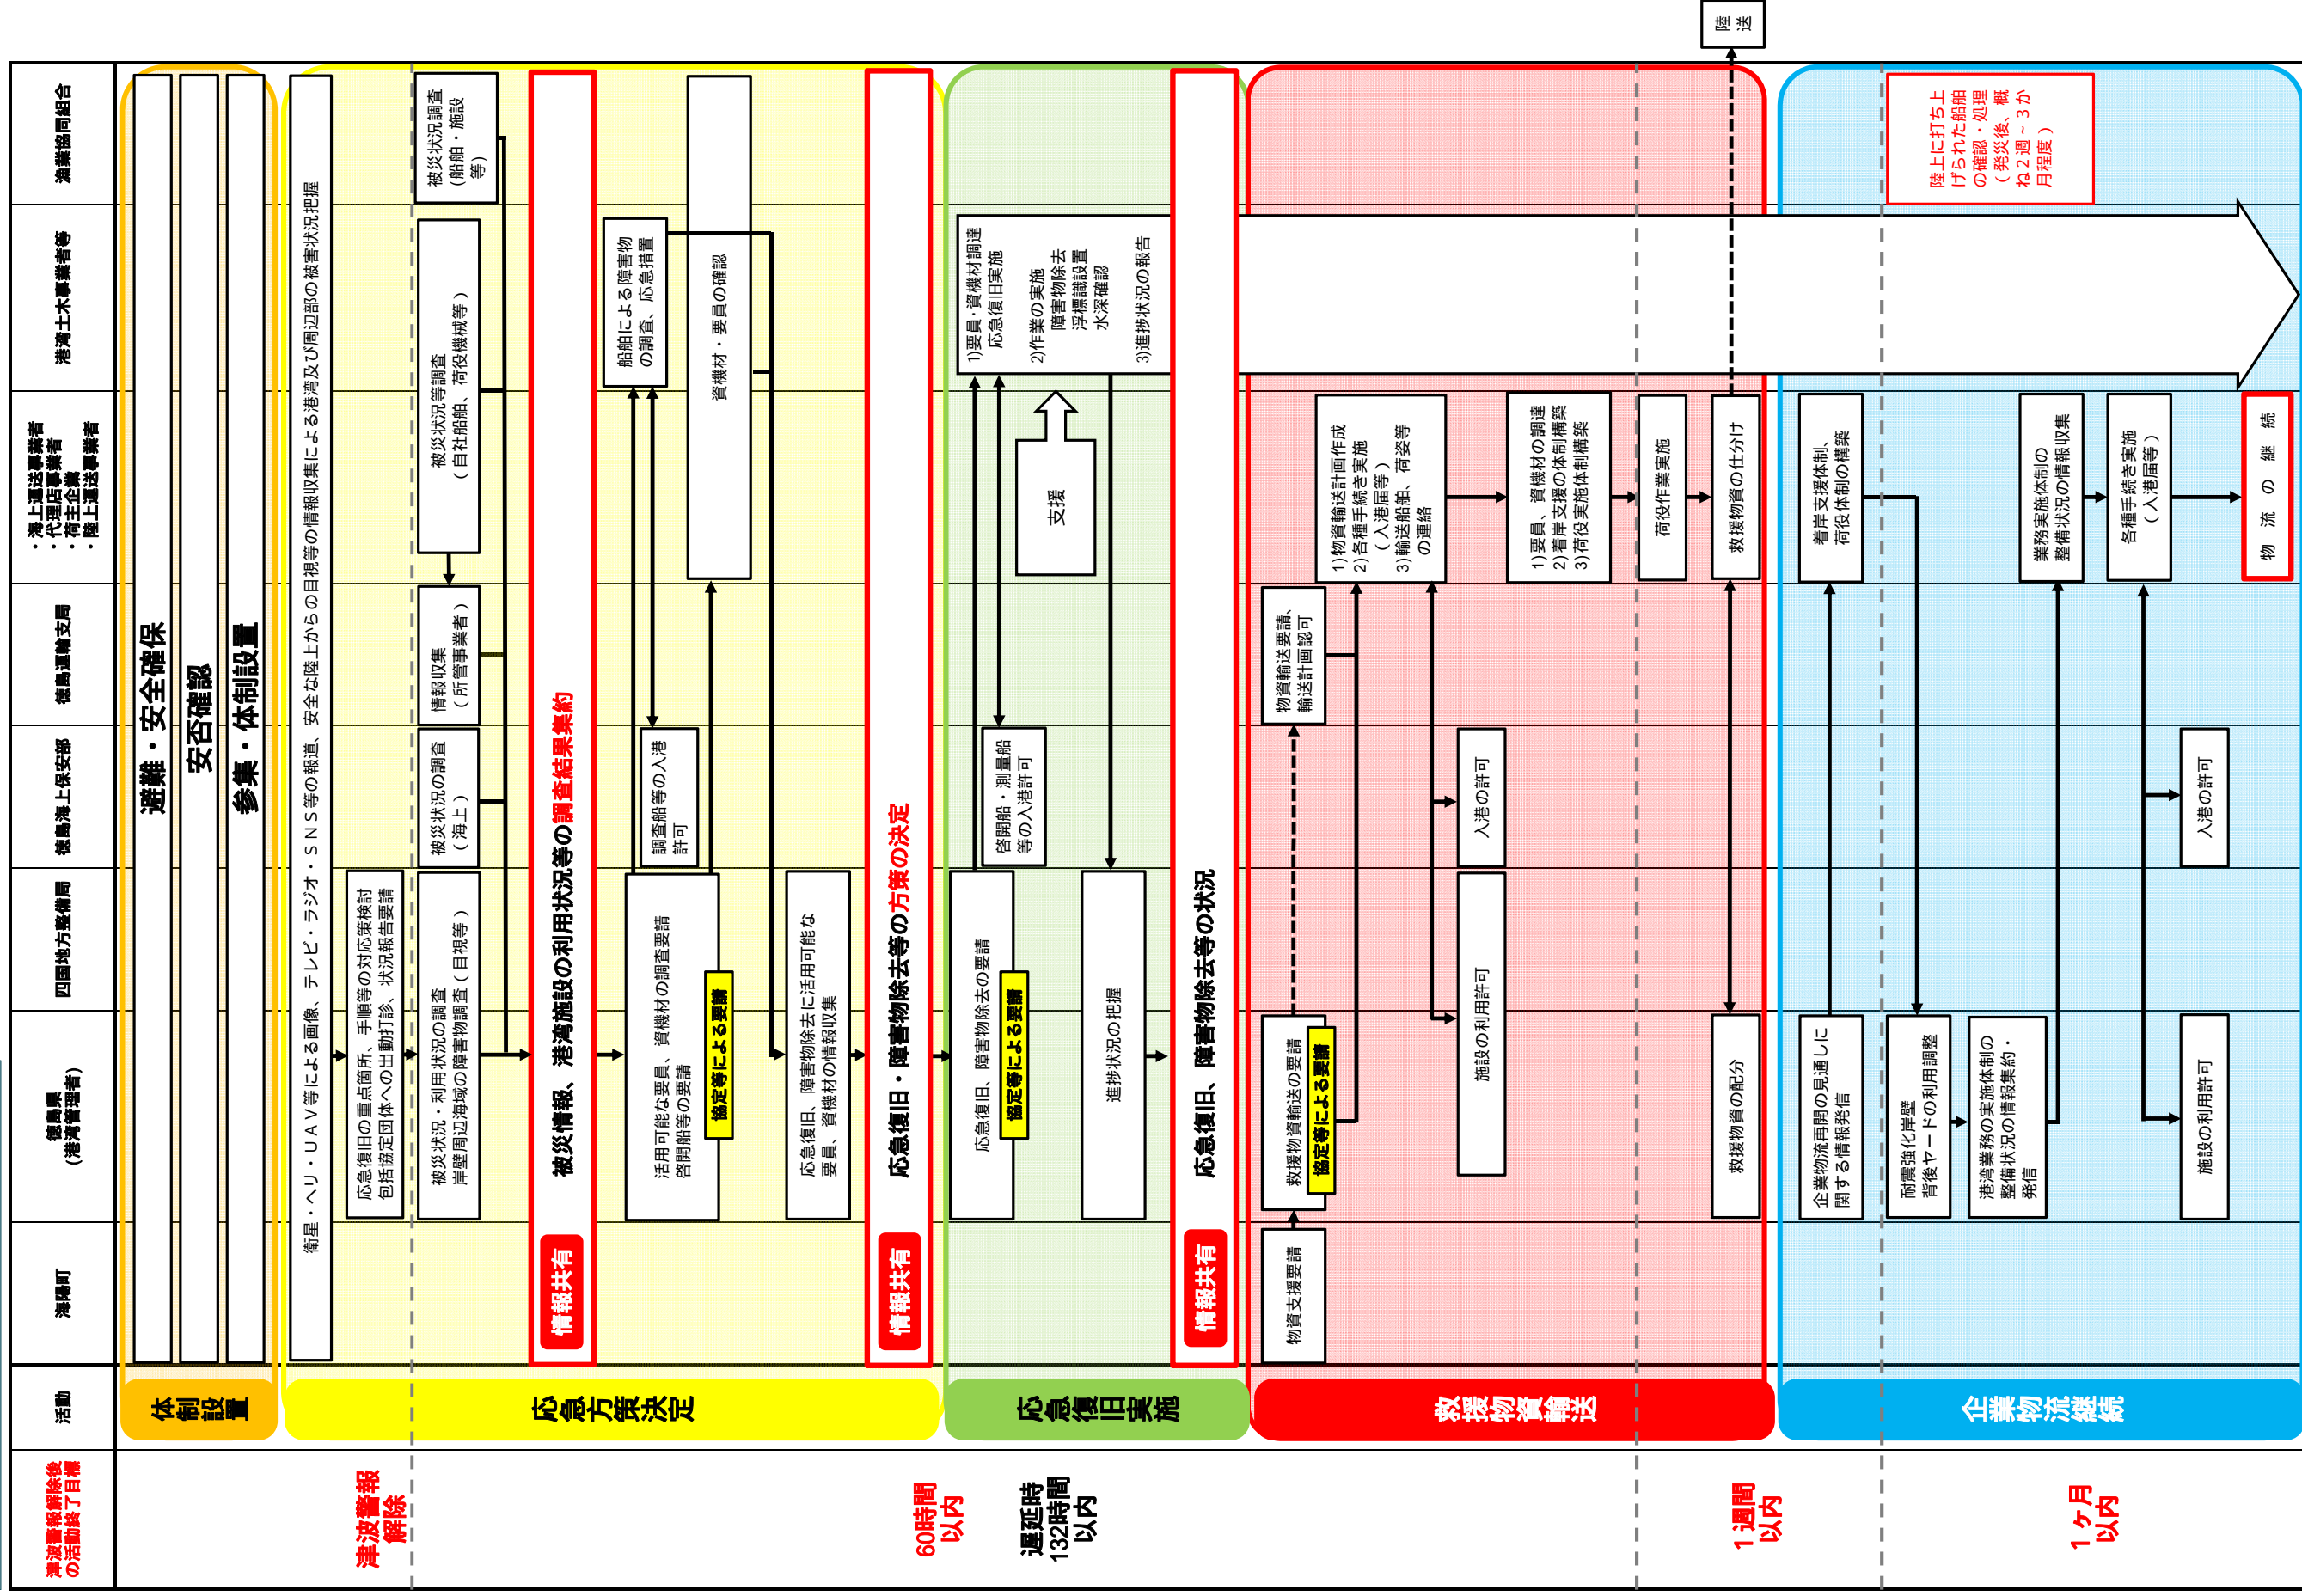 津波警報解除後
の活動終了目標
活動
海陽町
徳島県
(港湾管理者)
四国地方整備局
徳島海上保安部
徳島運輸支局
・海上運送事業者
・代理店事業者
・荷主企業
・陸上運送事業者
港湾土木事業者等
漁業協同組合
体制設置
避難・安全確保
安否確認
参集・体制設置
津波警報
解除
応急方策決定
衛星・ヘリ・UAV等による画像、テレビ・ラジオ・SNS等の報道、安全な陸上からの目視等の情報収集による港湾及び周辺部の被害状況把握
応急復旧の重点箇所、手順等の対応策検討
包括協定団体への出動打診、状況報告要請
被災状況・利用状況の調査
岸壁周辺海域の障害物調査(目視等)
被災状況の調査
(海上)
情報収集
(所管事業者)
被災状況等調査
(自社船舶、荷役機械等)
被災状況調査
(船舶・施設
等)
情報共有
被災情報、港湾施設の利用状況等の調査結果集約
活用可能な要員、資機材の調査要請
啓開船等の要請
協定等による要請
調査船等の入港
許可
船舶による障害物
の調査、応急措置
資機材・要員の確認
応急復旧、障害物除去に活用可能な
要員、資機材の情報収集
情報共有
応急復旧・障害物除去等の方策の決定
60時間
以内
遅延時
132時間
以内
応急復旧実施
応急復旧、障害物除去の要請
協定等による要請
啓開船・測量船
等の入港許可
支援
1)要員・資機材調達
応急復旧実施
2)作業の実施
障害物除去
浮標識設置
水深確認
3)進捗状況の報告
進捗状況の把握
情報共有
応急復旧、障害物除去等の状況
救援物資輸送
物資支援要請
救援物資輸送の要請
協定等による要請
物資輸送要請、
輸送計画認可
1)物資輸送計画作成
2)各種手続き実施
(入港届等)
3)輸送船舶、荷姿等
の連絡
施設の利用許可
入港の許可
1)要員、資機材の調達
2)着岸支援の体制構築
3)荷役実施体制構築
荷役作業実施
救援物資の配分
救援物資の仕分け
陸
送
1週間
以内
企業物流継続
企業物流再開の見通しに
関する情報発信
着岸支援体制、
荷役体制の構築
耐震強化岸壁
背後ヤードの利用調整
港湾業務の実施体制の
整備状況の情報集約・
発信
業務実施体制の
整備状況の情報収集
陸上に打ち上
げられた船舶
の確認・処理
(発災後、概
ね2週~3か
月程度)
各種手続き実施
(入港届等)
施設の利用許可
入港の許可
物流の継続
1ヶ月
以内